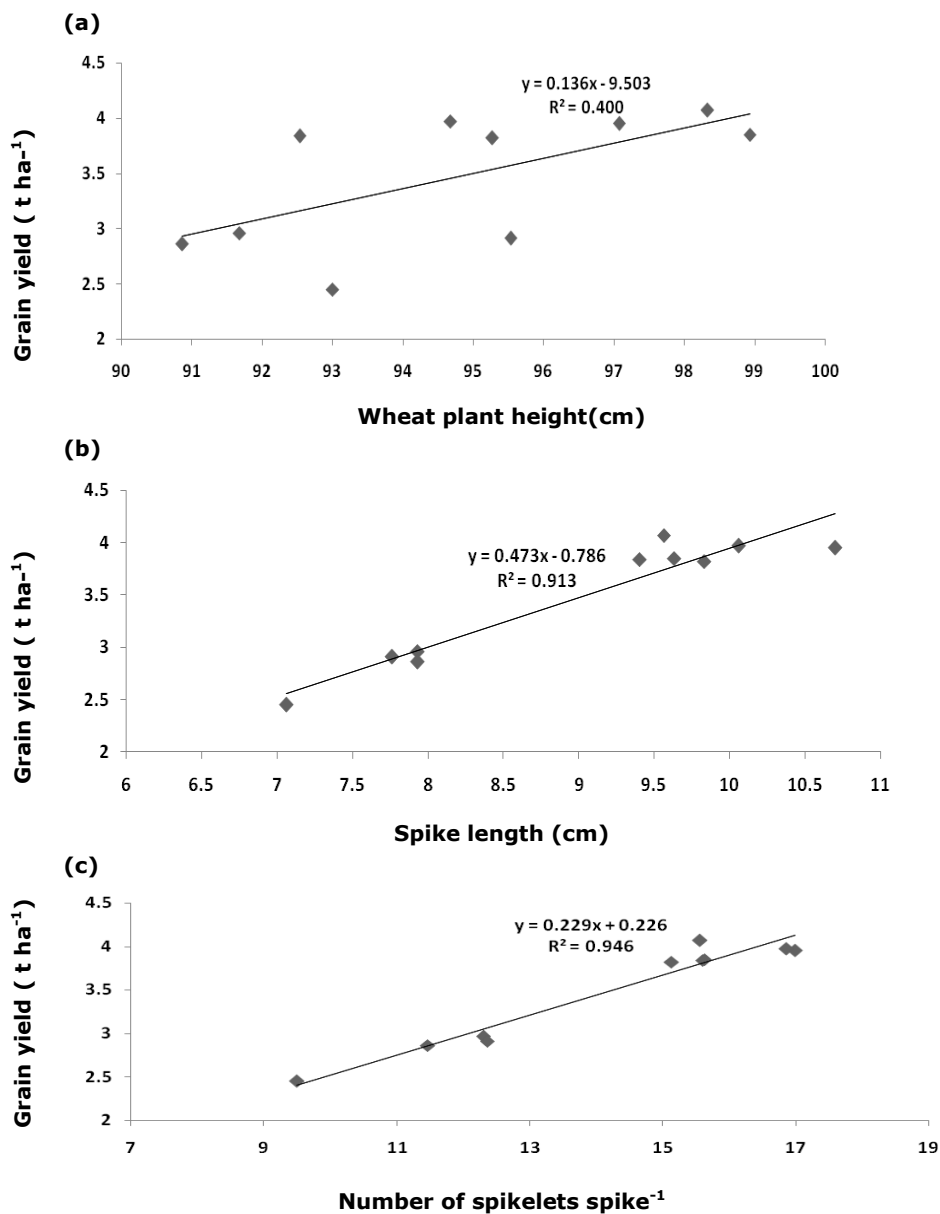 (a)
4.5
4
3.5
3
2.5
2
Grain yield ( t ha-¹)
y = 0.136x - 9.503
R² = 0.400
90 91 92 93 94 95 96 97 98 99 100
Wheat plant height(cm)
(b)
4.5
4
3.5
3
2.5
2
Grain yield ( t ha-¹)
y = 0.473x - 0.786
R² = 0.913
6 6.5 7 7.5 8 8.5 9 9.5 10 10.5 11
Spike length (cm)
(c)
4.5
4
3.5
3
2.5
2
Grain yield ( t ha⁻¹)
y = 0.229x + 0.226
R² = 0.946
7 9 11 13 15 17 19
Number of spikelets spike⁻¹